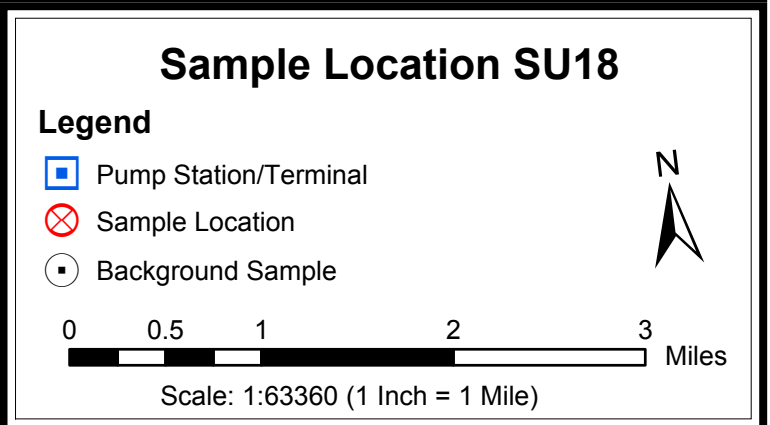 Sample Location SU18
Legend
N
Pump Station/Terminal
Sample Location
Background Sample
0 0.5 1 2 3
Miles
Scale: 1:63360 (1 Inch = 1 Mile)